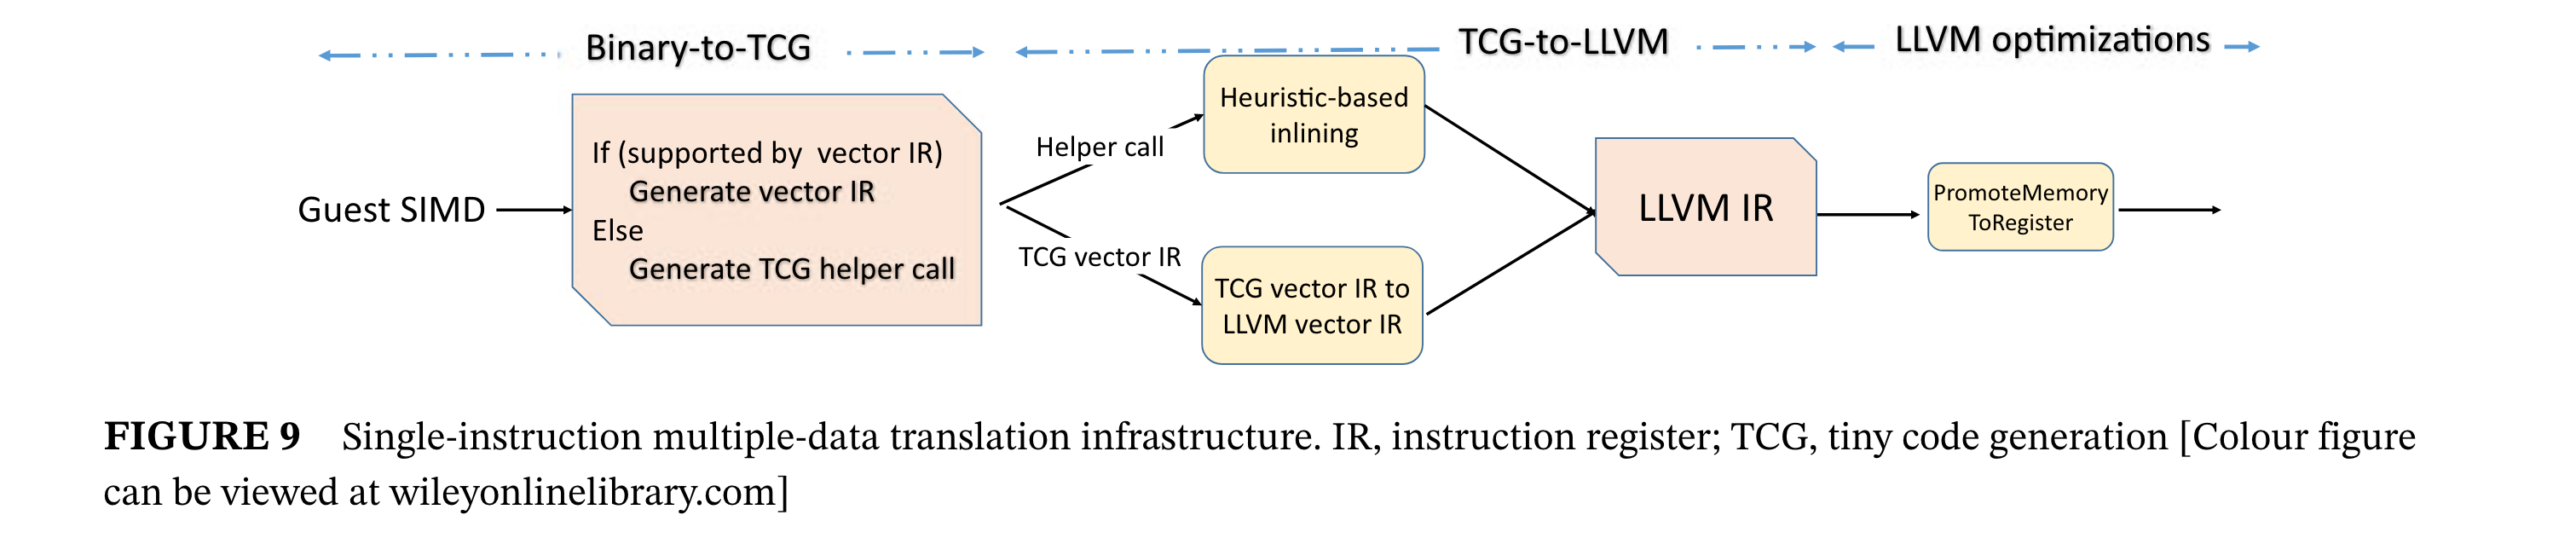 Binary-to-TCG
TCG-to-LLVM
LLVM optimizations
Guest SIMD
If (supported by vector IR)
Generate vector IR
Else
Generate TCG helper call
Helper call
TCG vector IR
Heuristic-based
inlining
TCG vector IR to
LLVM vector IR
LLVM IR
PromoteMemory
ToRegister
FIGURE 9 Single-instruction multiple-data translation infrastructure. IR, instruction register; TCG, tiny code generation [Colour figure
can be viewed at wileyonlinelibrary.com]